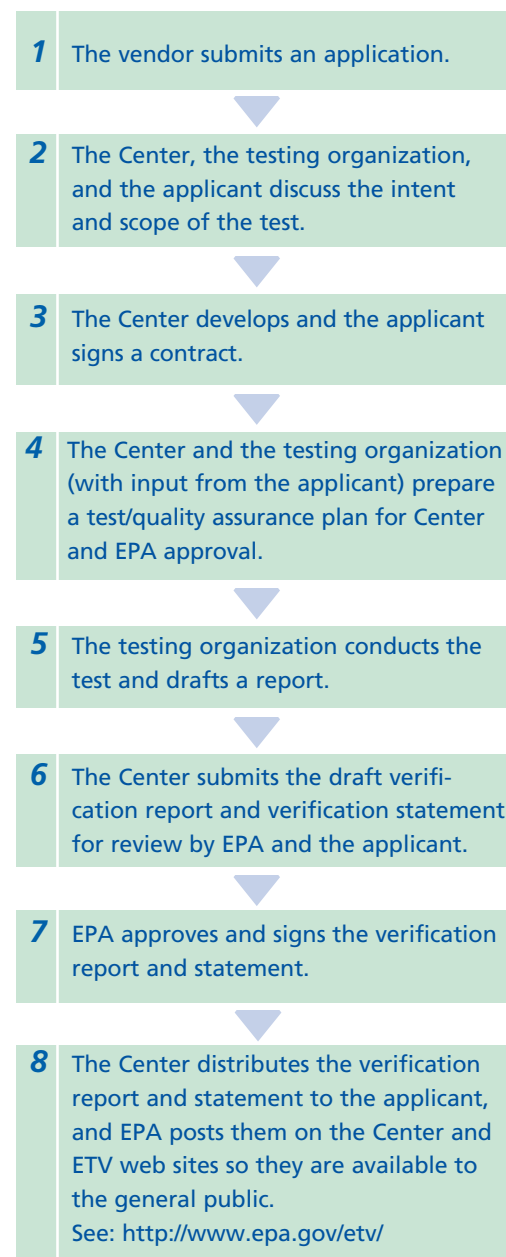 1 The vendor submits an application.
2 The Center, the testing organization,
and the applicant discuss the intent
and scope of the test.
3 The Center develops and the applicant
signs a contract.
4 The Center and the testing organization
(with input from the applicant) prepare
a test/quality assurance plan for Center
and EPA approval.
5 The testing organization conducts the
test and drafts a report.
6 The Center submits the draft verifi-
cation report and verification statement
for review by EPA and the applicant.
7 EPA approves and signs the verification
report and statement.
8 The Center distributes the verification
report and statement to the applicant,
and EPA posts them on the Center and
ETV web sites so they are available to
the general public.
See: http://www.epa.gov/etv/